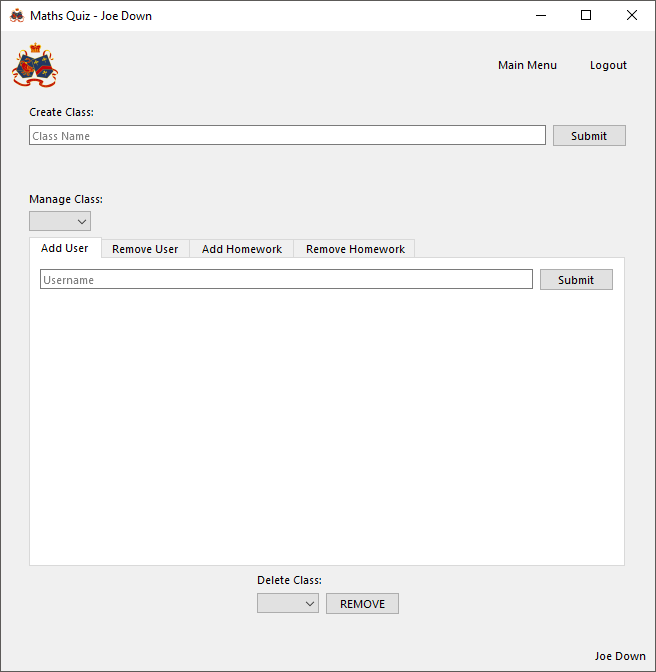 Maths Quiz - Joe Down
Main Menu Logout
Create Class:
Class Name Submit
Manage Class:
Add User Remove User Add Homework Remove Homework
Username Submit
Delete Class:
REMOVE
Joe Down